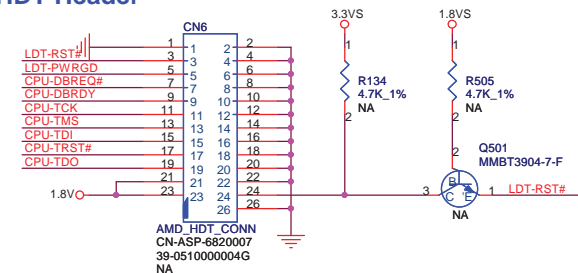 HDT Header
CN6
3.3VS
1.8VS
1 1 2 2
LDT-RST# 3 3 4 4
LDT-PWRGD 5 5 6 6
CPU-DBREQ# 7 7 8 8
CPU-DBRDY 9 9 10 10
CPU-TCK 11 11 12 12
CPU-TMS 13 13 14 14
CPU-TDI 15 15 16 16
CPU-TRST# 17 17 18 18
CPU-TDO 19 19 20 20
21 21 22 22
1.8V 23 23 24 24
26 26
AMD_HDT_CONN
CN-ASP-6820007
39-0510000004G
NA
1
R134
4.7K_1%
NA
2
1
R505
4.7K_1%
NA
2
2
Q501
MMBT3904-7-F
B
3 C E 1 LDT-RST#
NA